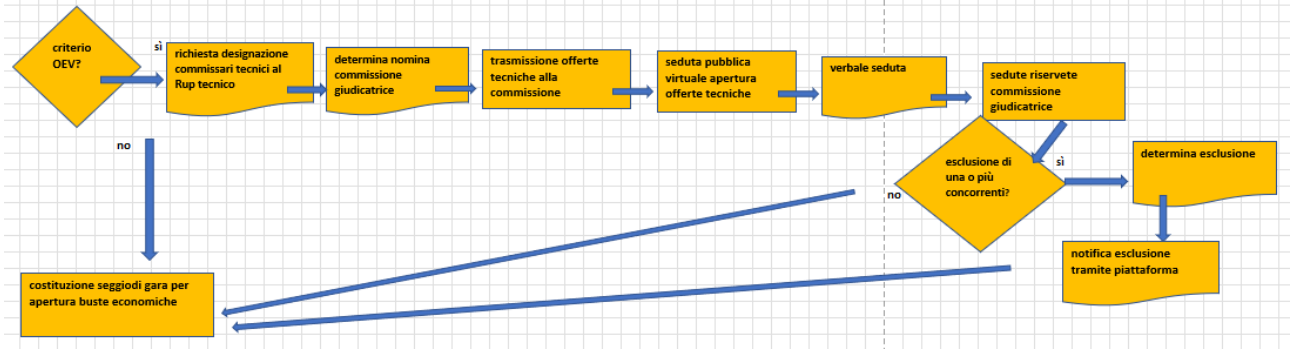 criterio
OEV?
sì
richiesta designazione
commissari tecnici al
Rup tecnico
determina nomina
commissione
giudicatrice
trasmissione offerte
tecniche alla
commissione
seduta pubblica
virtuale apertura
offerte tecniche
verbale seduta
sedute riservete
commissione
giudicatrice
no
esclusione di
una o più
concorrenti?
sì
determina esclusione
no
notifica esclusione
tramite piattaforma
costituzione seggiodi gara per
apertura buste economiche